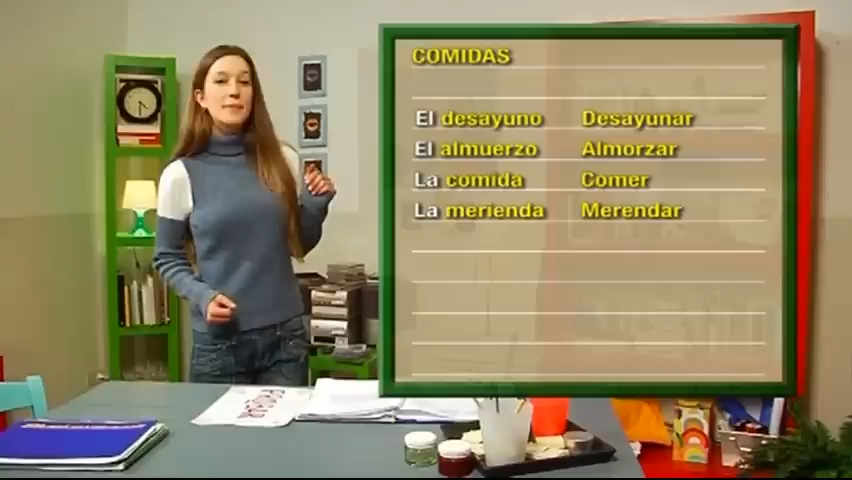 COMIDAS
El desayuno Desayunar
El almuerzo Almorzar
La comida Comer
La merienda Merendar